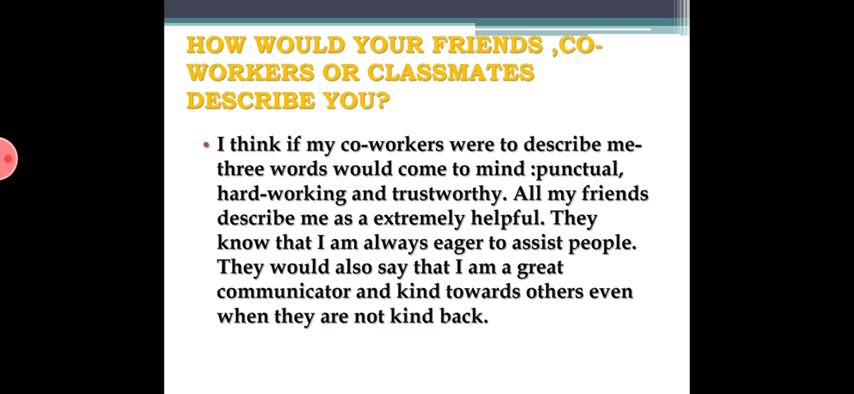 HOW WOULD YOUR FRIENDS ,CO-
WORKERS OR CLASSMATES
DESCRIBE YOU?
• I think if my co-workers were to describe me-
three words would come to mind :punctual,
hard-working and trustworthy. All my friends
describe me as a extremely helpful. They
know that I am always eager to assist people.
They would also say that I am a great
communicator and kind towards others even
when they are not kind back.